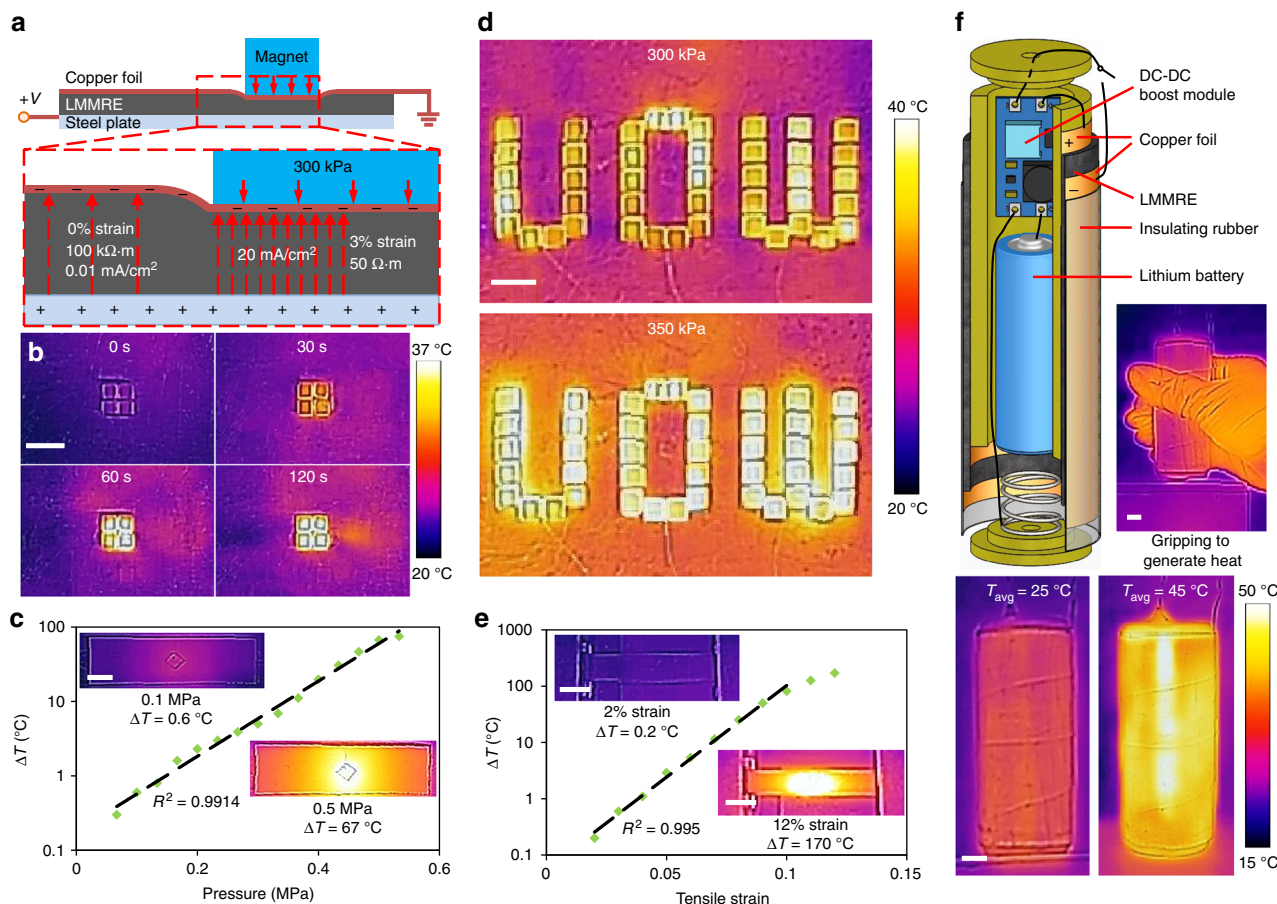 a
Magnet
Copper foil
+V
LMMRE
Steel plate
300 kPa
0% strain
100 kΩ·m
0.01 mA/cm²
20 mA/cm²
3% strain
50 Ω·m
b
0 s
30 s
60 s
120 s
37 °C
20 °C
c
100
10
1
0.1
ΔT (°C)
0.1 MPa
ΔT = 0.6 °C
R² = 0.9914
0.5 MPa
ΔT = 67 °C
0
0.2
0.4
0.6
Pressure (MPa)
d
300 kPa
350 kPa
UOW
UOW
40 °C
20 °C
e
1000
100
10
1
0.1
ΔT (°C)
2% strain
ΔT = 0.2 °C
R² = 0.995
12% strain
ΔT = 170 °C
0
0.05
0.1
0.15
Tensile strain
f
DC-DC
boost module
Copper foil
LMMRE
Insulating rubber
Lithium battery
+
−
Gripping to
generate heat
Tavg = 25 °C
Tavg = 45 °C
50 °C
15 °C